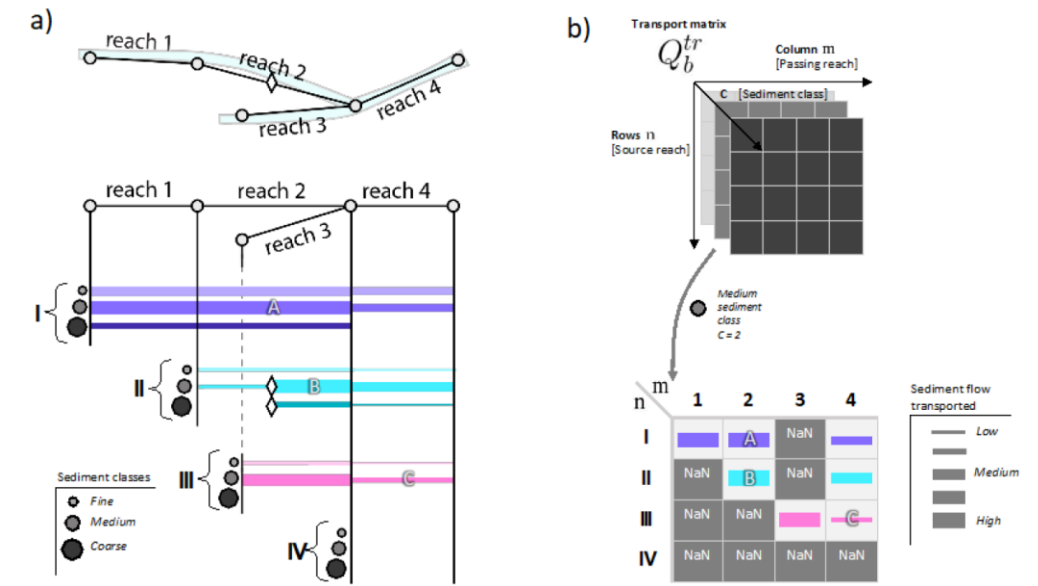 a)
reach 1
reach 2
reach 3
reach 4
reach 1
reach 2
reach 4
reach 3
I
A
II
B
III
C
IV
Sediment classes
Fine
Medium
Coarse
b)
Transport matrix
Q_b^{tr}
Column m
[Passing reach]
C [Sediment class]
Rows n
[Source reach]
Medium
sediment
class
C = 2
m
n
1 2 3 4
I A NaN
II NaN B NaN
III NaN NaN C
IV NaN NaN NaN NaN
Sediment flow
transported
Low
Medium
High